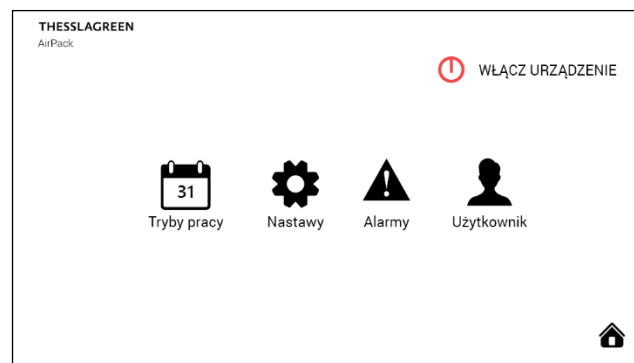 THESSLAGREEN
AirPack
WŁĄCZ URZĄDZENIE
31
Tryby pracy
Nastawy
Alarmy
Użytkownik